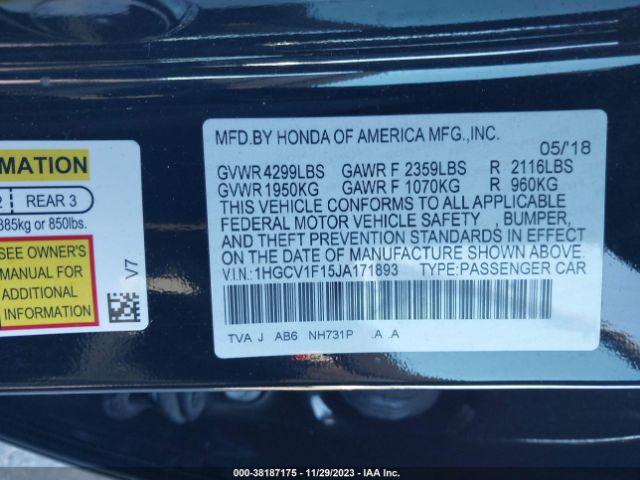 MATION
2 REAR 3
385kg or 850lbs.
SEE OWNER'S
MANUAL FOR
ADDITIONAL
INFORMATION
V7
MFD.BY HONDA OF AMERICA MFG.,INC.
05/'18
GVWR 4299LBS GAWR F 2359LBS R 2116LBS
GVWR 1950KG GAWR F 1070KG R 960KG
THIS VEHICLE CONFORMS TO ALL APPLICABLE
FEDERAL MOTOR VEHICLE SAFETY , BUMPER,
AND THEFT PREVENTION STANDARDS IN EFFECT
ON THE DATE OF MANUFACTURE SHOWN ABOVE.
V.I.N.:1HGCV1F15JA171893 TYPE:PASSENGER CAR
TVA J AB6 NH731P .A .A
000-38187175 - 11/29/2023 - IAA Inc.